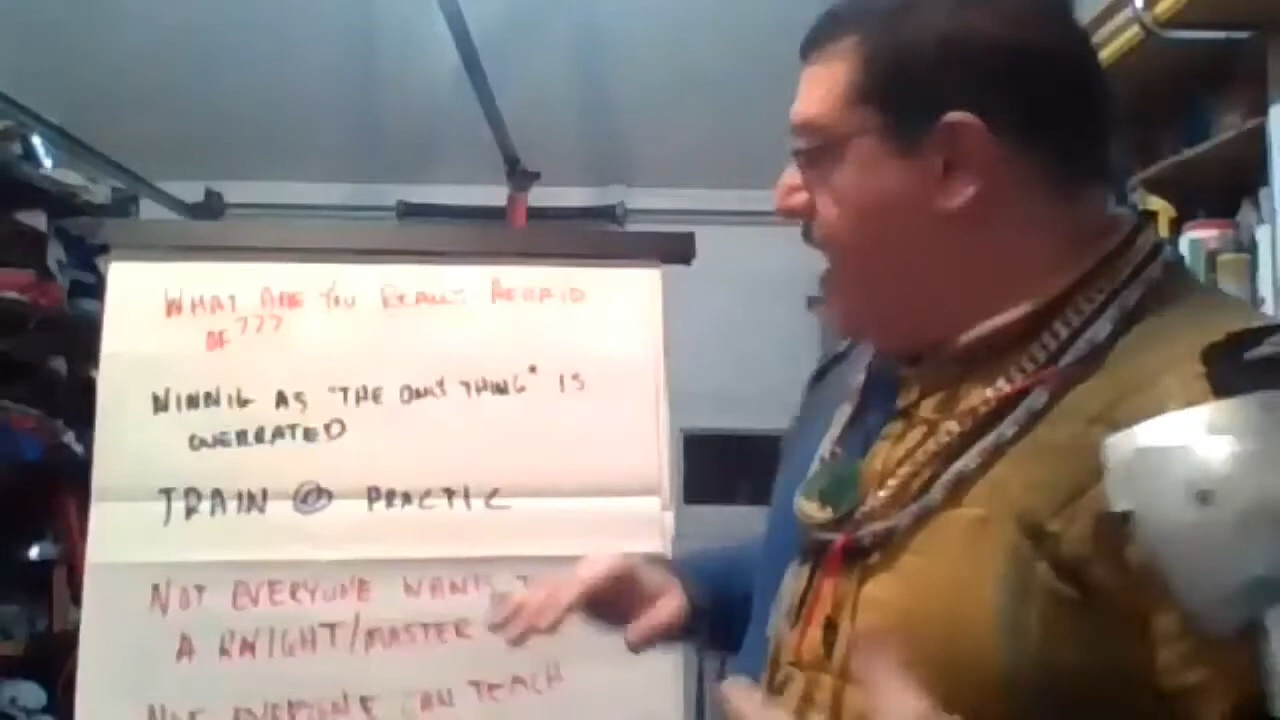 WHAT ARE YOU REALLY AFRAID
OF???
WINNIG AS "THE ONLY THING" IS
OVERRATED
TRAIN @ PRACTIC
NOT EVERYONE WANTS
A KNIGHT/MASTER
NOT EVERYONE CAN TEACH